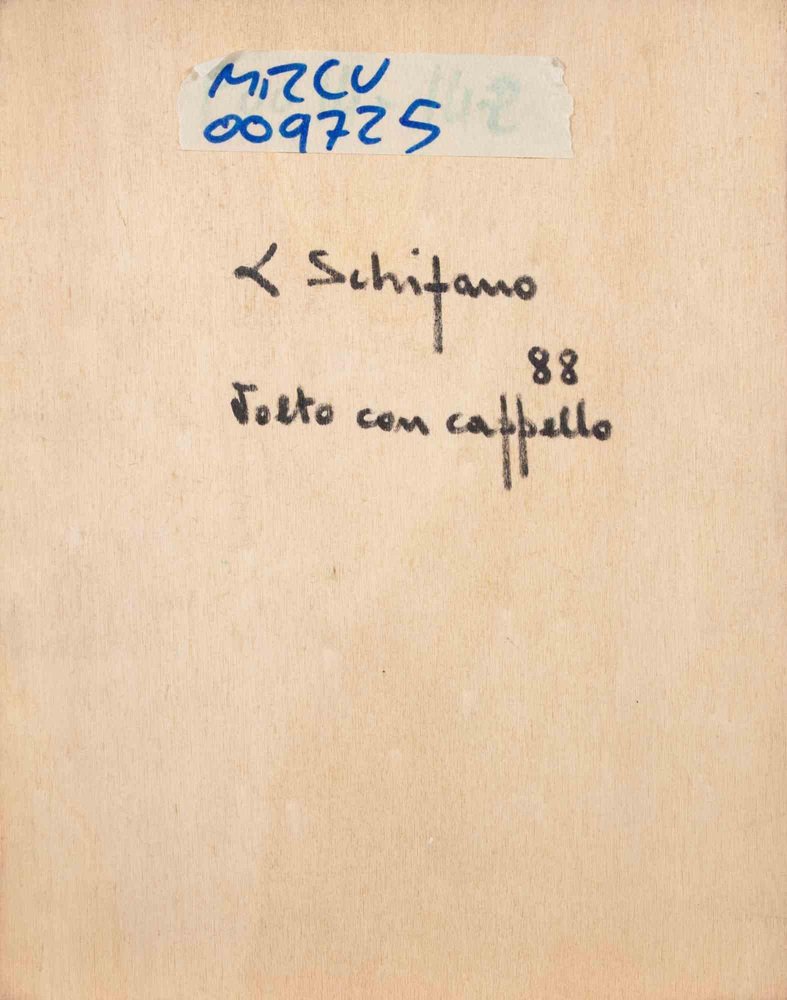 MIRCU
009725
L Schifano
88
Volto con cappello